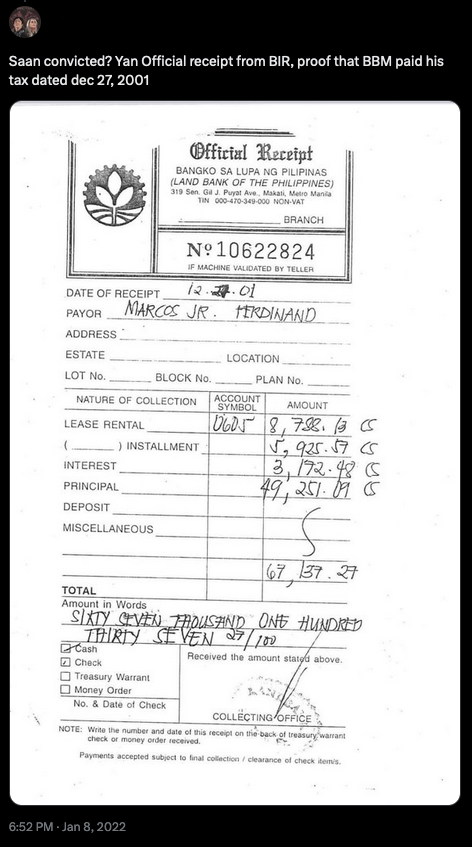 Saan convicted? Yan Official receipt from BIR, proof that BBM paid his
tax dated dec 27, 2001
Official Receipt
BANGKO SA LUPA NG PILIPINAS
(LAND BANK OF THE PHILIPPINES)
319 Sen. Gil J. Puyat Ave., Makati, Metro Manila
TIN 000-470-349-000 NON-VAT
BRANCH
Nº 10622824
IF MACHINE VALIDATED BY TELLER
DATE OF RECEIPT 12. 01
PAYOR MARCOS JR. FERDINAND
ADDRESS
ESTATE LOCATION
LOT No. BLOCK No. PLAN No.
NATURE OF COLLECTION ACCOUNT SYMBOL AMOUNT
LEASE RENTAL 8,788.13
( ) INSTALLMENT 5,925.57
INTEREST 3,172.48
PRINCIPAL 49,251.09
DEPOSIT
MISCELLANEOUS
67,137.27
TOTAL
Amount in Words
SIXTY SEVEN THOUSAND ONE HUNDRED
THIRTY SEVEN 27/100
Cash
Check
Treasury Warrant
Money Order
No. & Date of Check
Received the amount stated above.
LANDBANK
COLLECTING OFFICE
NOTE: Write the number and date of this receipt on the back of treasury warrant
check or money order received.
Payments accepted subject to final collection / clearance of check item/s.
6:52 PM · Jan 8, 2022